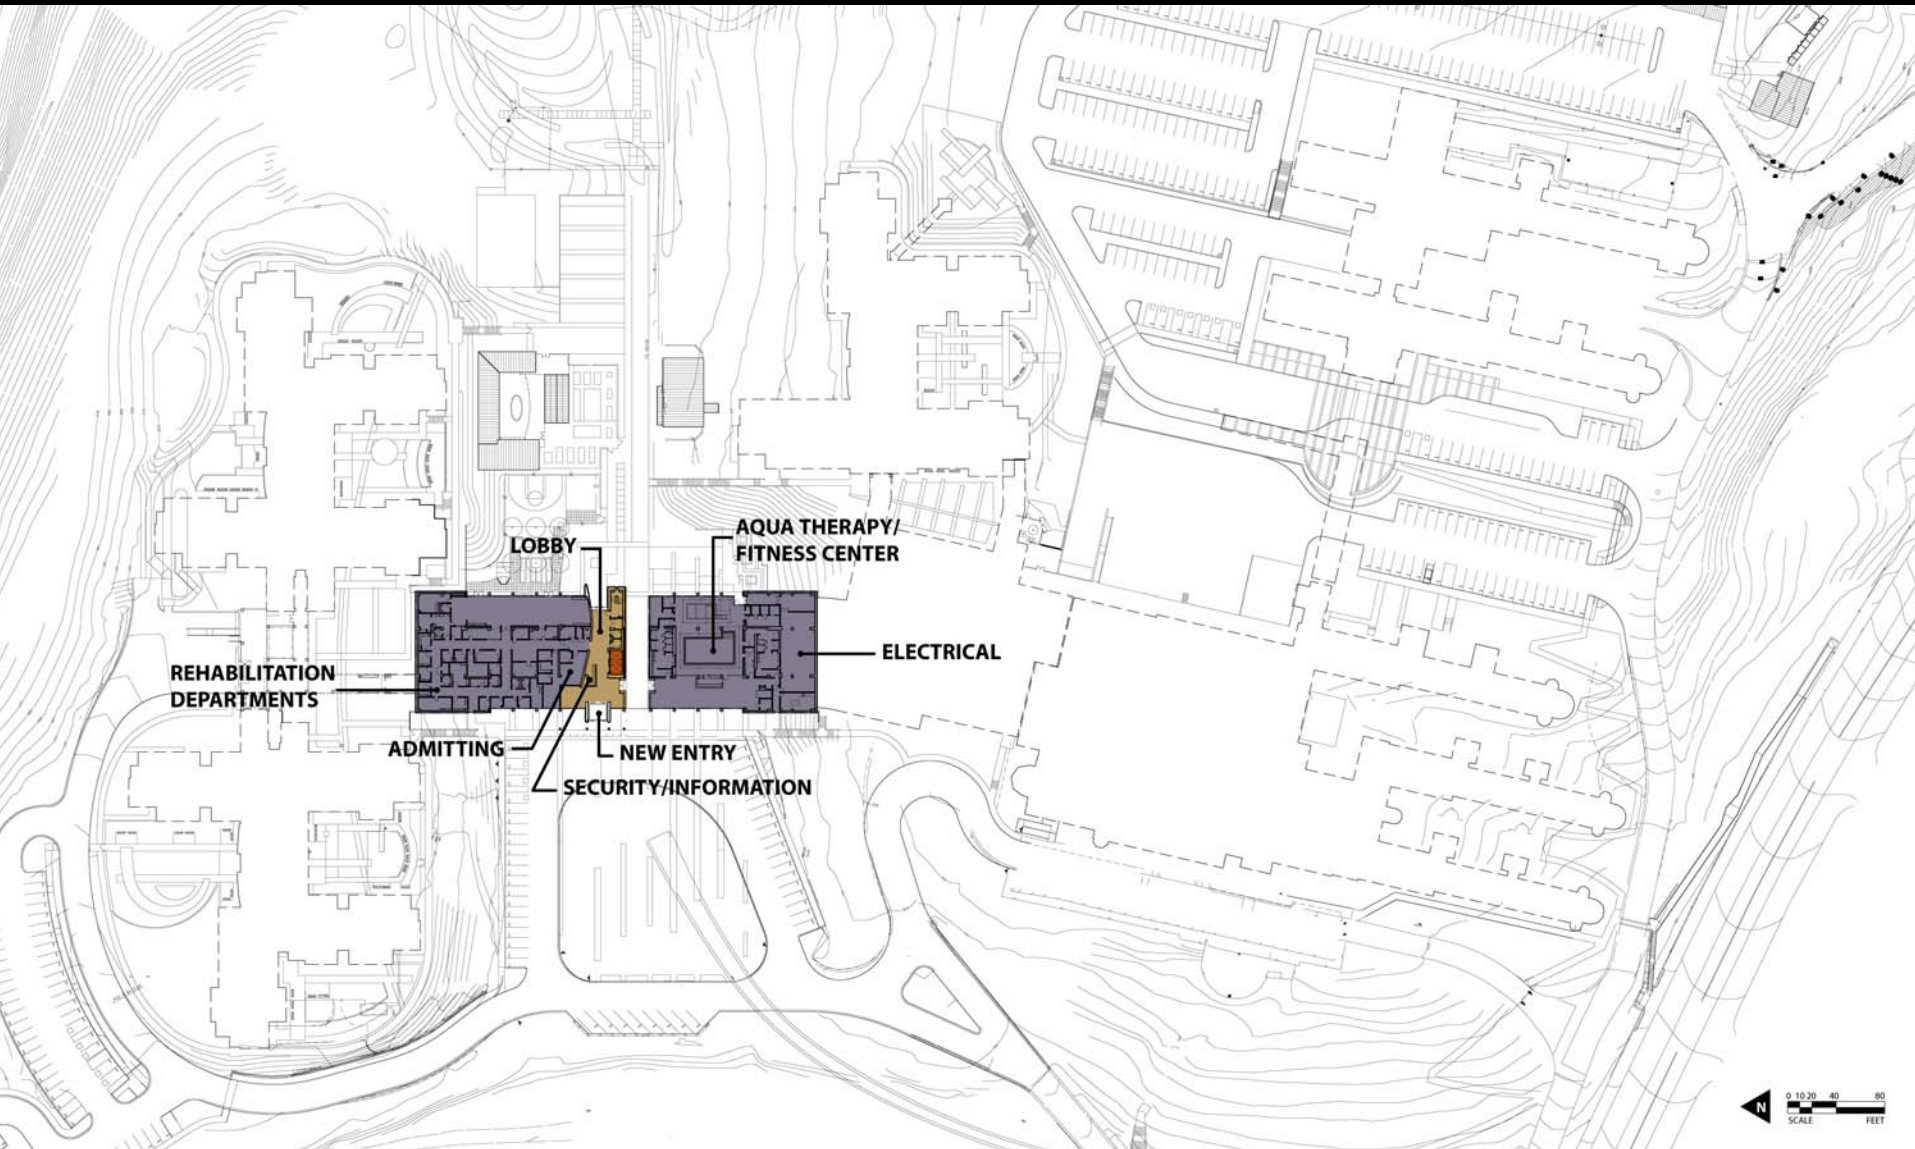 LOBBY
AQUA THERAPY/
FITNESS CENTER
ELECTRICAL
REHABILITATION
DEPARTMENTS
ADMITTING
NEW ENTRY
SECURITY/INFORMATION
N
0 10 20 40 80
SCALE FEET